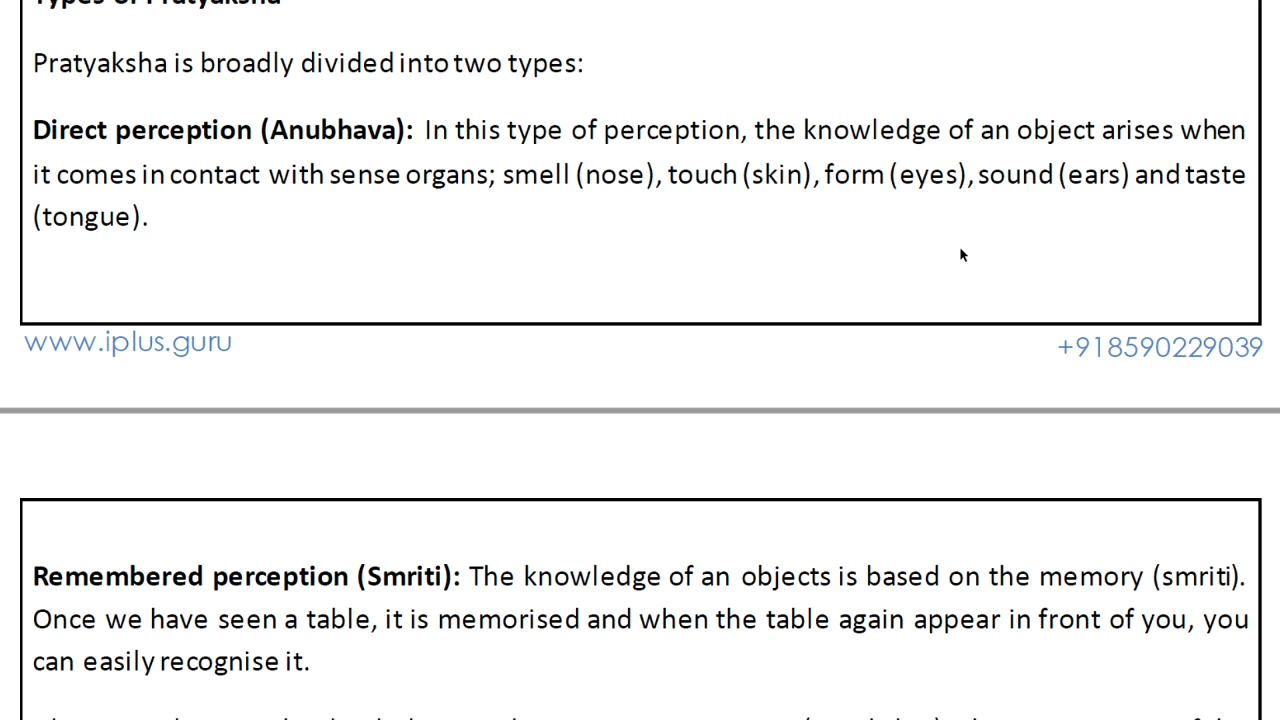 Types of Pratyaksha
Pratyaksha is broadly divided into two types:
Direct perception (Anubhava): In this type of perception, the knowledge of an object arises when
it comes in contact with sense organs; smell (nose), touch (skin), form (eyes), sound (ears) and taste
(tongue).
www.iplus.guru
+918590229039
Remembered perception (Smriti): The knowledge of an objects is based on the memory (smriti).
Once we have seen a table, it is memorised and when the table again appear in front of you, you
can easily recognise it.